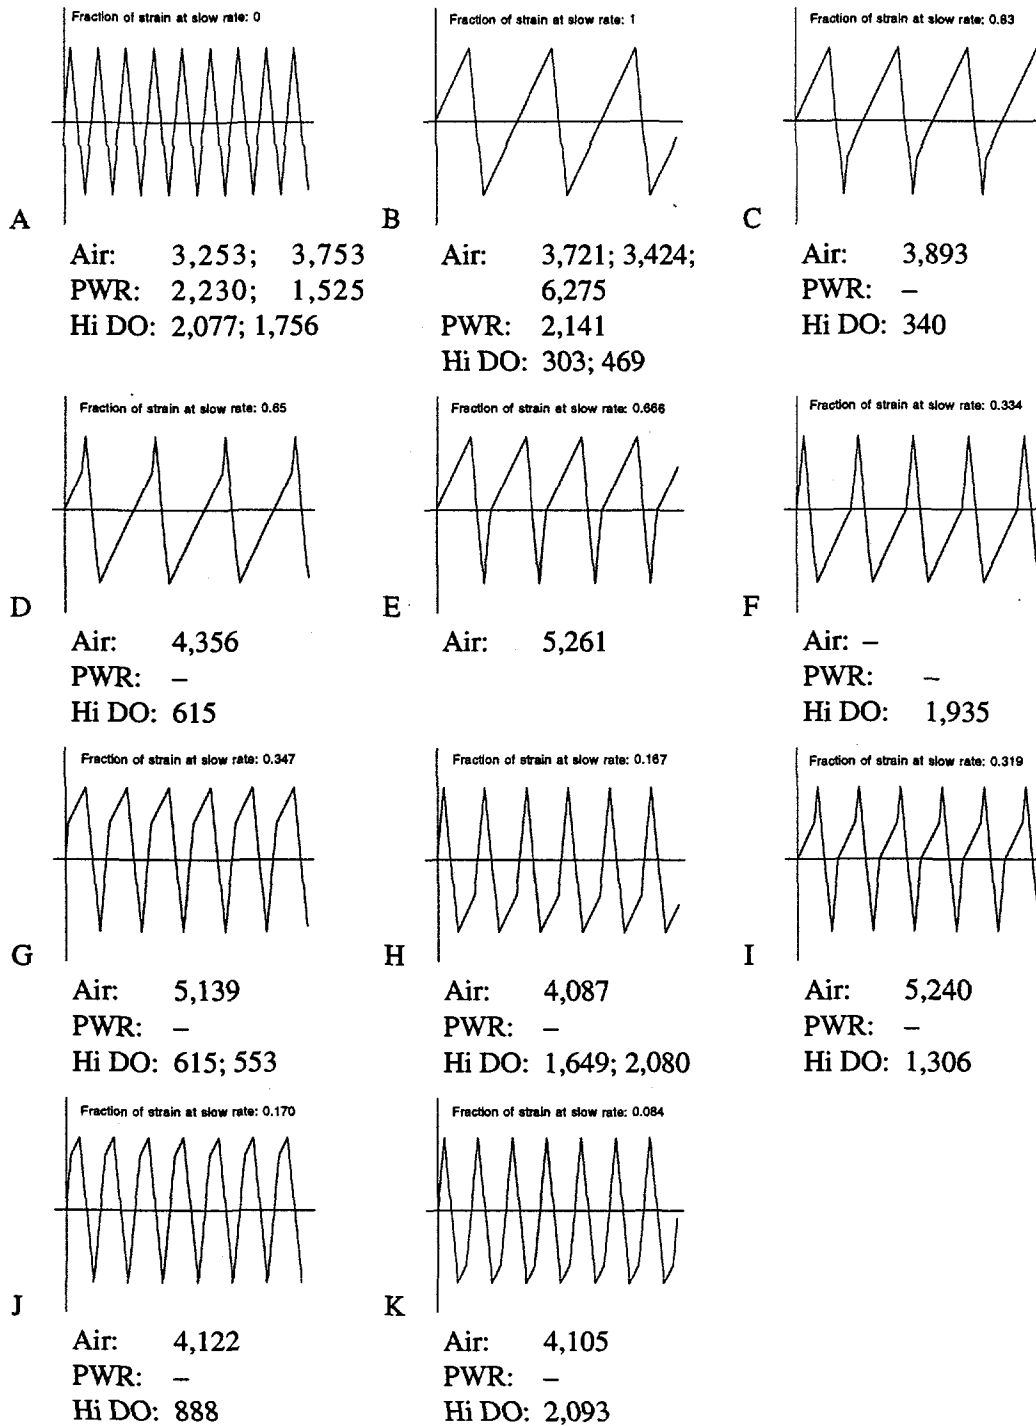 Fraction of strain at slow rate: 0
A
Air: 3,253; 3,753
PWR: 2,230; 1,525
Hi DO: 2,077; 1,756
Fraction of strain at slow rate: 1
B
Air: 3,721; 3,424;
6,275
PWR: 2,141
Hi DO: 303; 469
Fraction of strain at slow rate: 0.83
C
Air: 3,893
PWR: –
Hi DO: 340
Fraction of strain at slow rate: 0.65
D
Air: 4,356
PWR: –
Hi DO: 615
Fraction of strain at slow rate: 0.666
E
Air: 5,261
Fraction of strain at slow rate: 0.334
F
Air: –
PWR: –
Hi DO: 1,935
Fraction of strain at slow rate: 0.347
G
Air: 5,139
PWR: –
Hi DO: 615; 553
Fraction of strain at slow rate: 0.167
H
Air: 4,087
PWR: –
Hi DO: 1,649; 2,080
Fraction of strain at slow rate: 0.319
I
Air: 5,240
PWR: –
Hi DO: 1,306
Fraction of strain at slow rate: 0.170
J
Air: 4,122
PWR: –
Hi DO: 888
Fraction of strain at slow rate: 0.084
K
Air: 4,105
PWR: –
Hi DO: 2,093